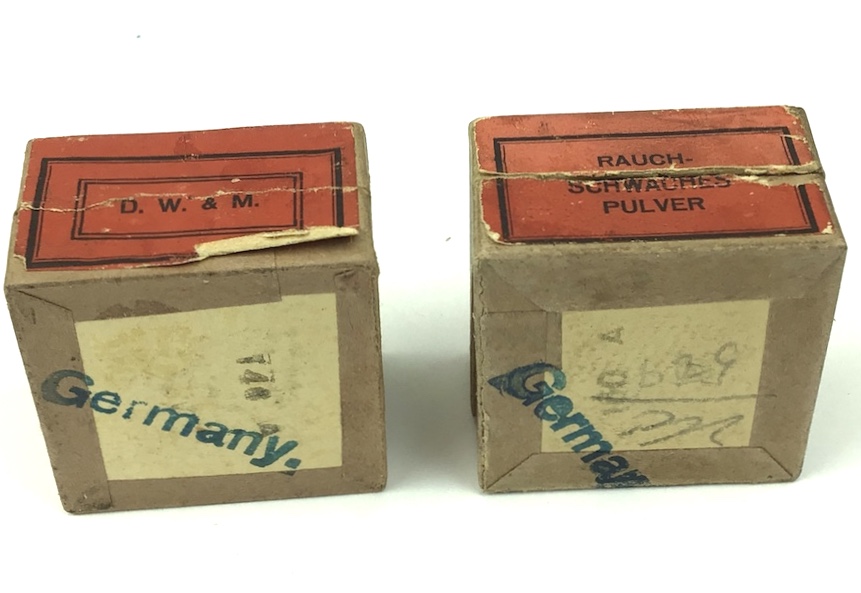 D. W. & M.
Germany.
RAUCH-
SCHWACHES
PULVER
A
Germany